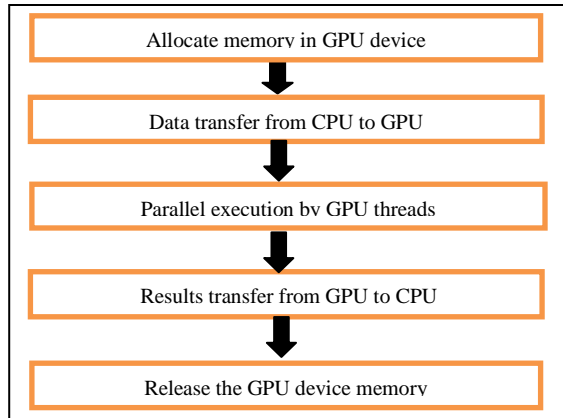 Allocate memory in GPU device
Data transfer from CPU to GPU
Parallel execution by GPU threads
Results transfer from GPU to CPU
Release the GPU device memory